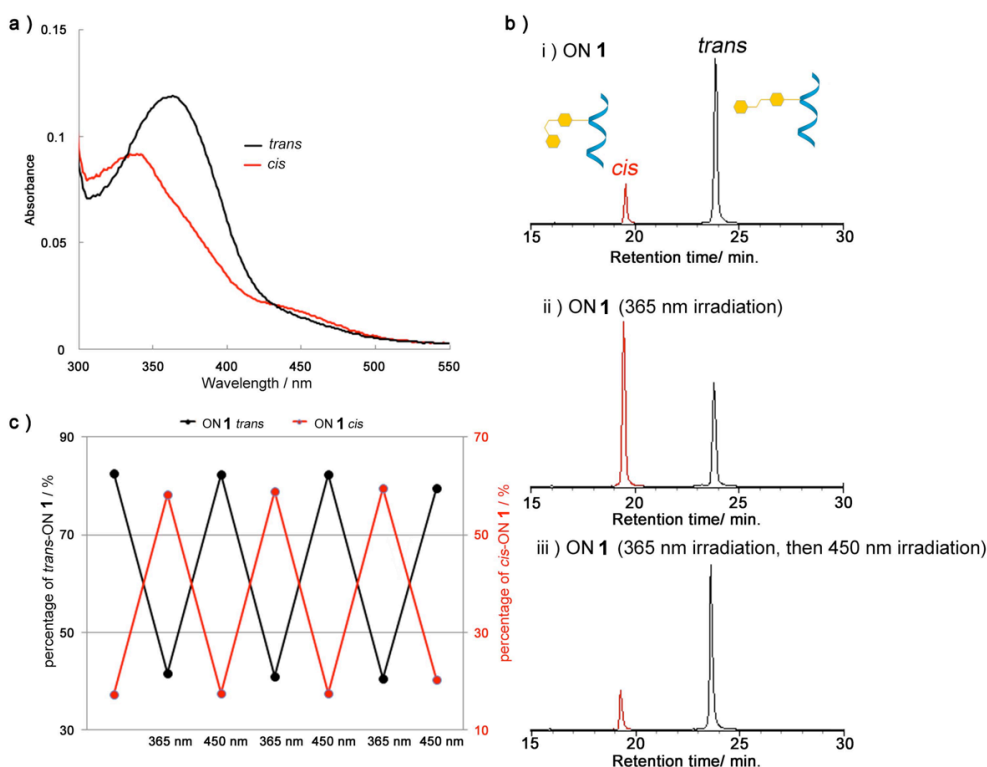 a )
0.15
0.1
0.05
0
Absorbance
trans
cis
300 350 400 450 500 550
Wavelength / nm
b )
i ) ON 1
cis
trans
15 20 25 30
Retention time/ min.
ii ) ON 1 (365 nm irradiation)
15 20 25 30
Retention time/ min.
iii ) ON 1 (365 nm irradiation, then 450 nm irradiation)
15 20 25 30
Retention time/ min.
c )
ON 1 trans ON 1 cis
90
70
50
30
percentage of trans-ON 1 / %
70
50
30
10
percentage of cis-ON 1 / %
365 nm 450 nm 365 nm 450 nm 365 nm 450 nm